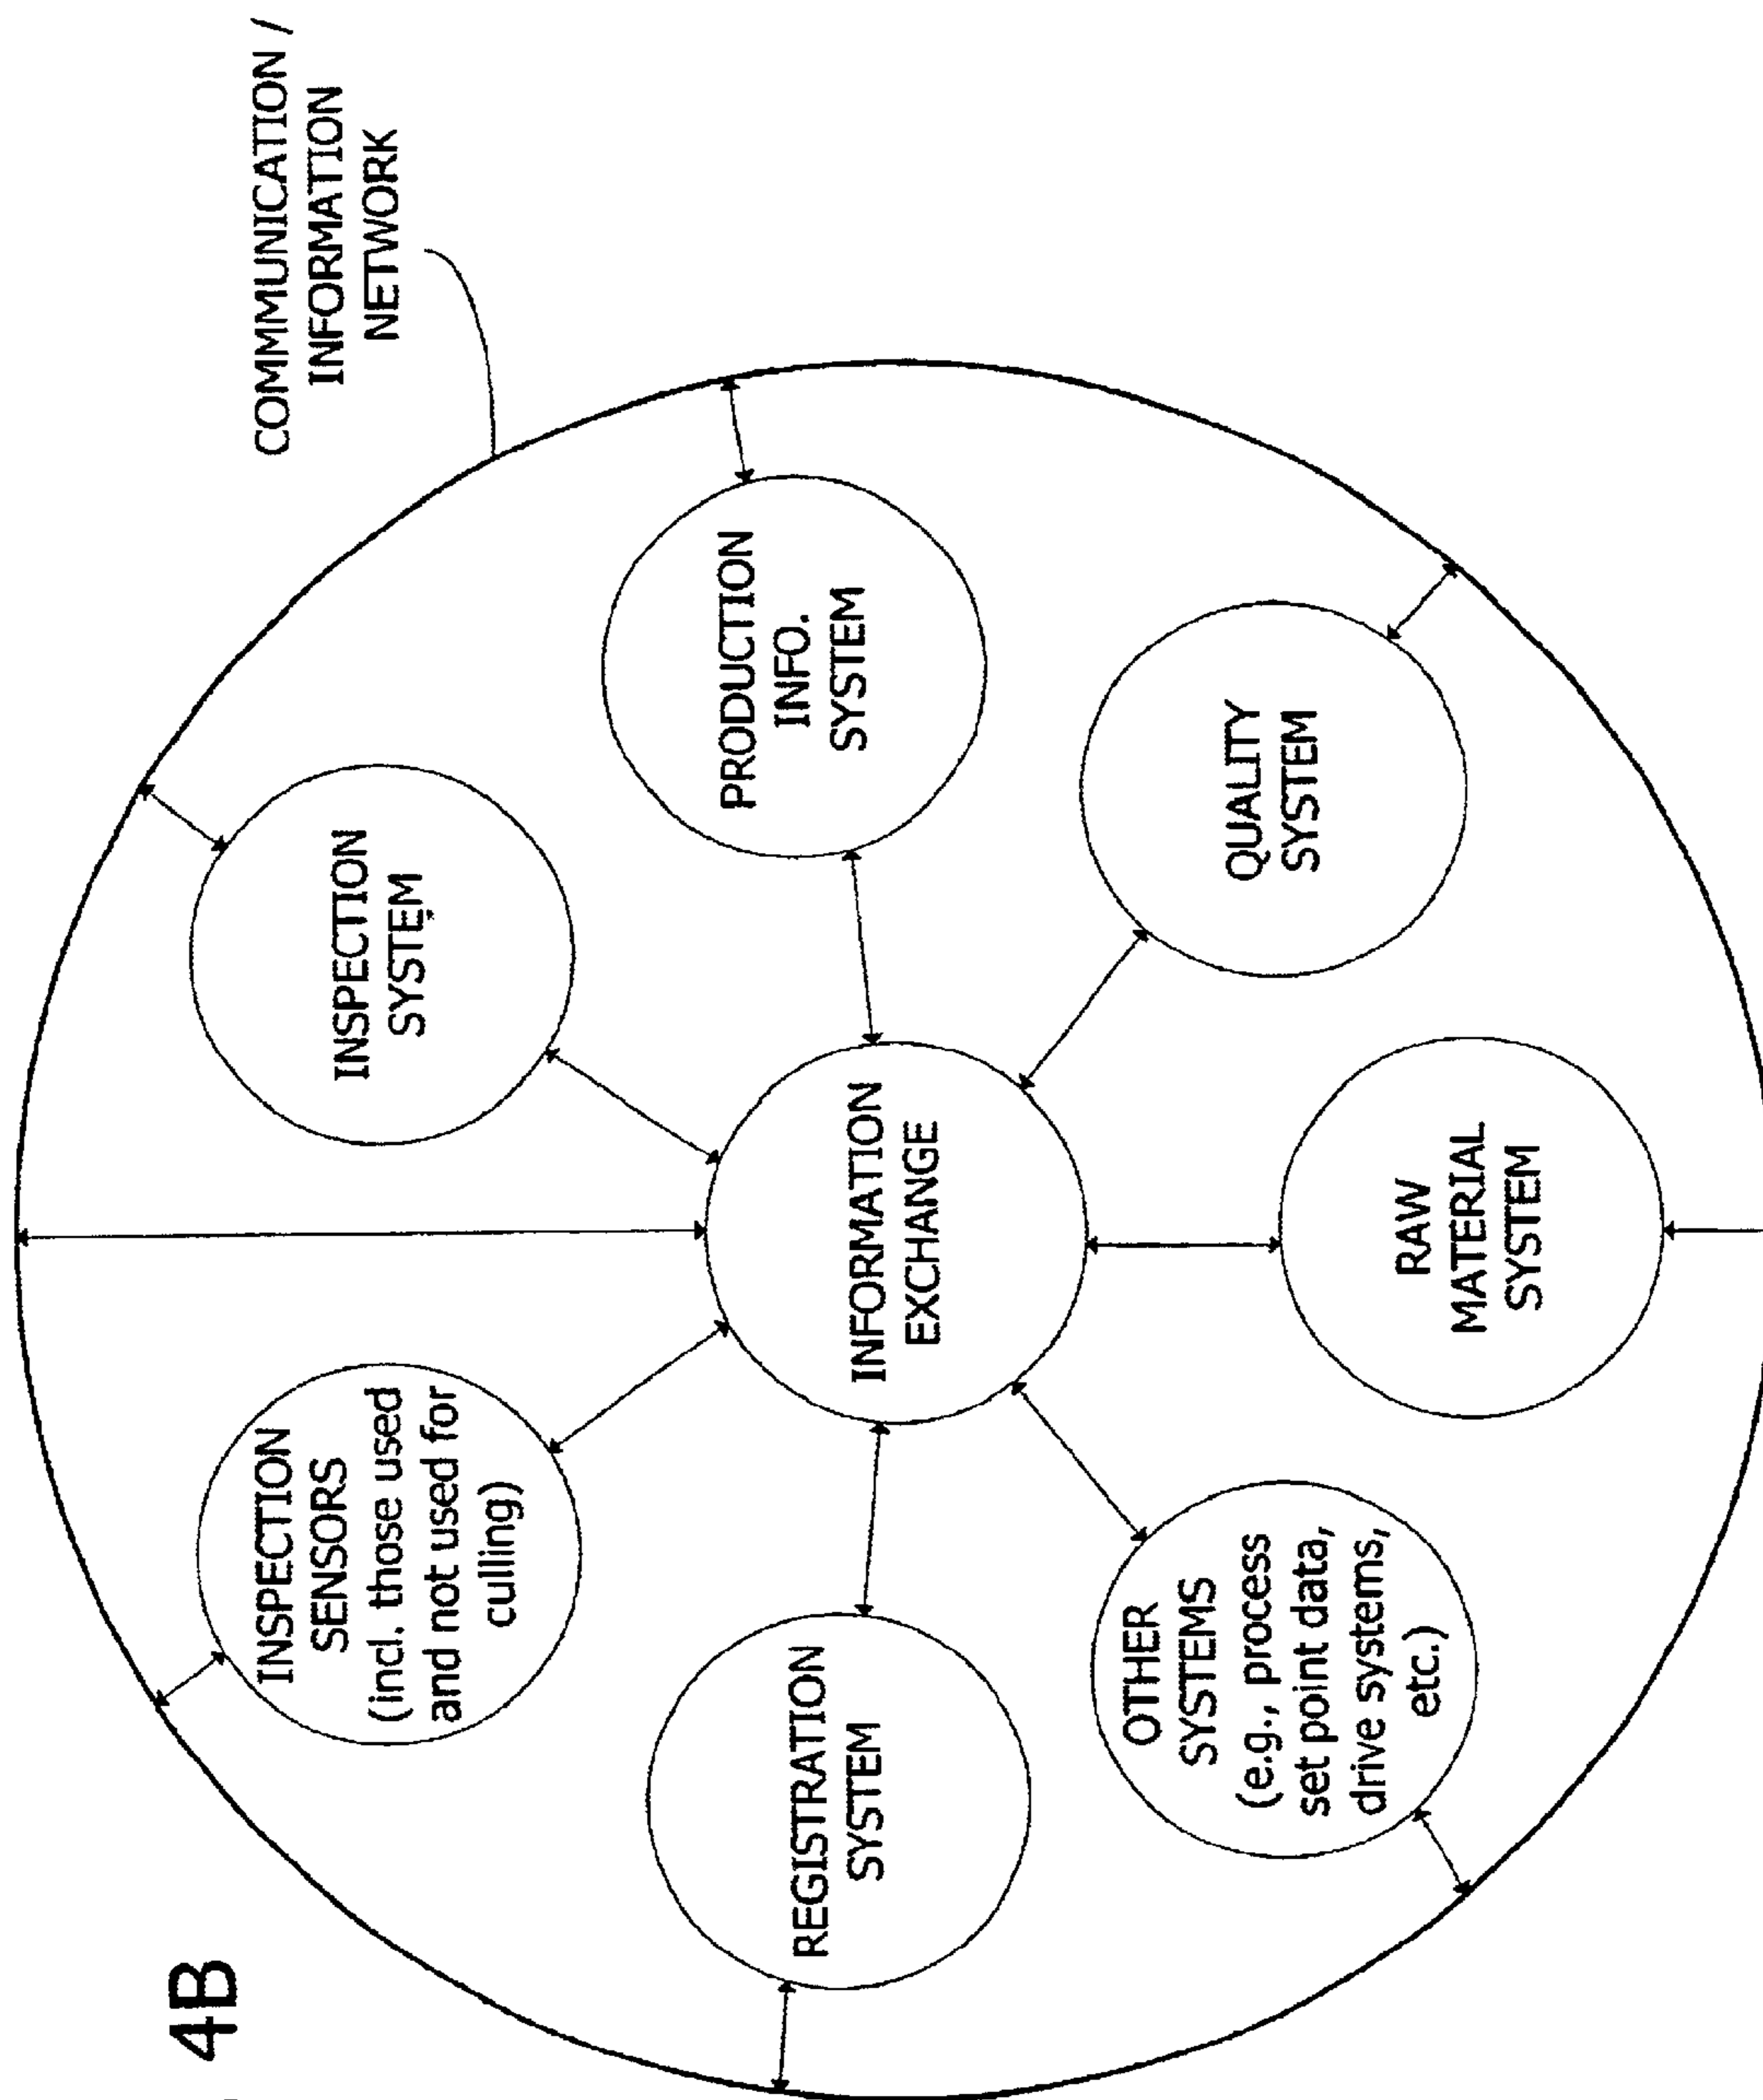 4B
COMMMUNICATION /
INFORMATION
NETWORK
INSPECTION
SENSORS
(incl. those used
and not used for
culling)
INSPECTION
SYSTEM
REGISTRATION
SYSTEM
INFORMATION
EXCHANGE
PRODUCTION
INFO.
SYSTEM
OTHER
SYSTEMS
(e.g., process
set point data,
drive systems,
etc.)
RAW
MATERIAL
SYSTEM
QUALITY
SYSTEM